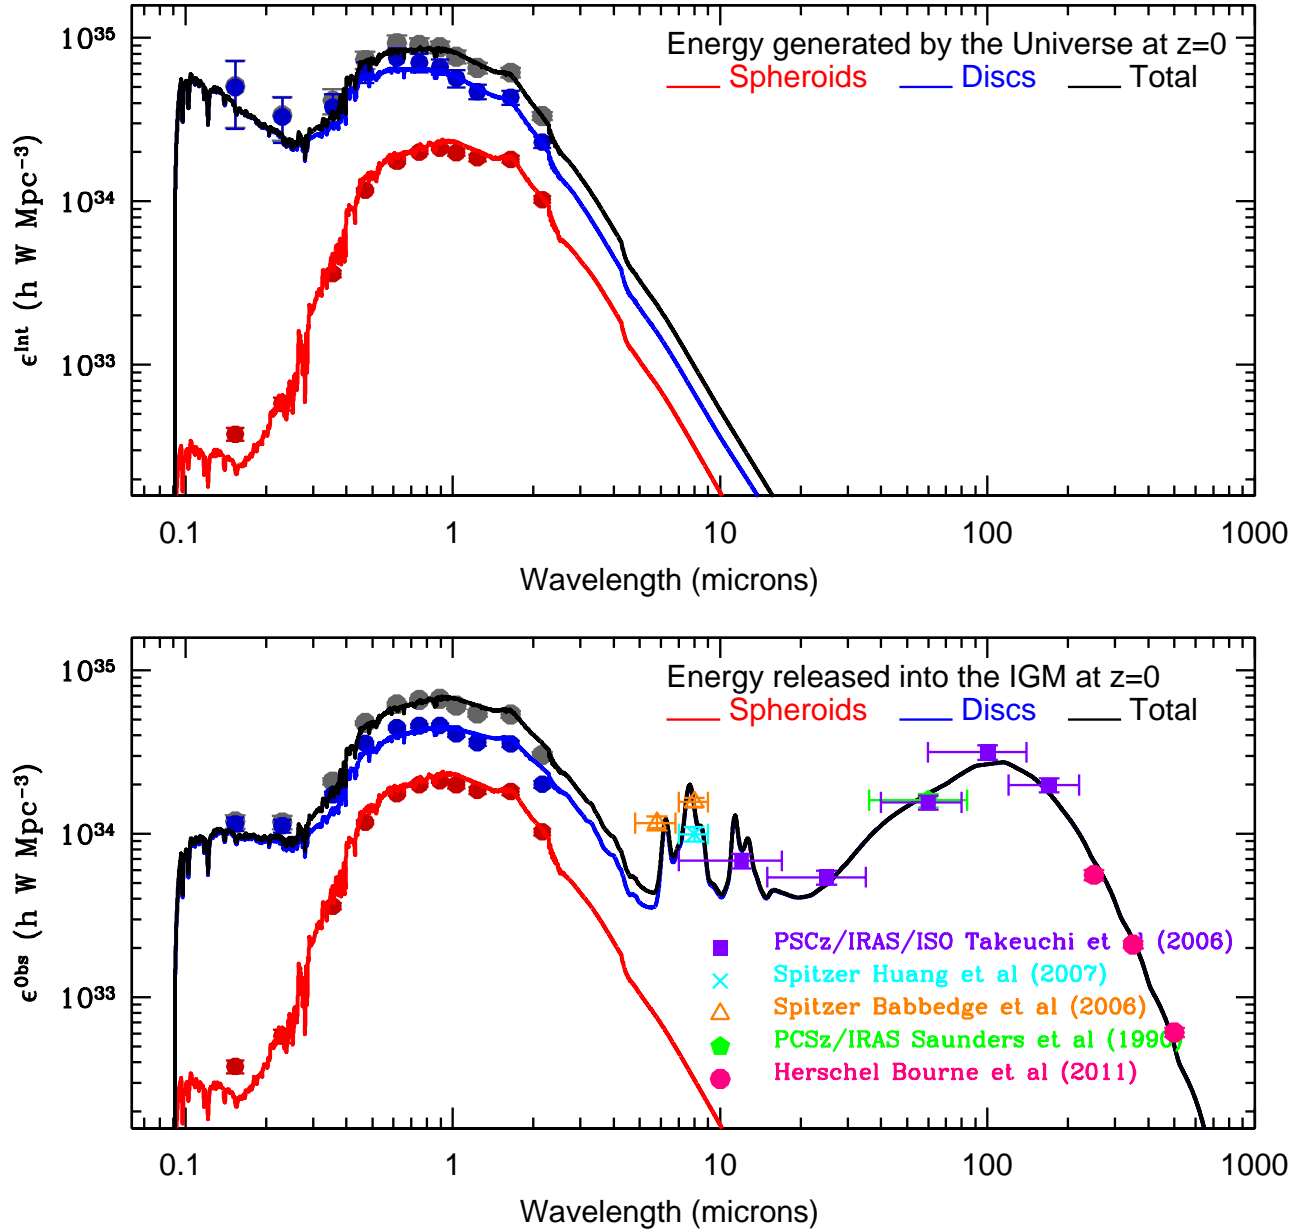 Energy generated by the Universe at z=0
Spheroids Discs Total
10³⁵
10³⁴
10³³
ϵᴵⁿᵗ (h W Mpc⁻³)
0.1 1 10 100 1000
Wavelength (microns)
Energy released into the IGM at z=0
Spheroids Discs Total
10³⁵
10³⁴
10³³
ϵᴼᵇˢ (h W Mpc⁻³)
PSCz/IRAS/ISO Takeuchi et al (2006)
Spitzer Huang et al (2007)
Spitzer Babbedge et al (2006)
PCSz/IRAS Saunders et al (1990)
Herschel Bourne et al (2011)
0.1 1 10 100 1000
Wavelength (microns)